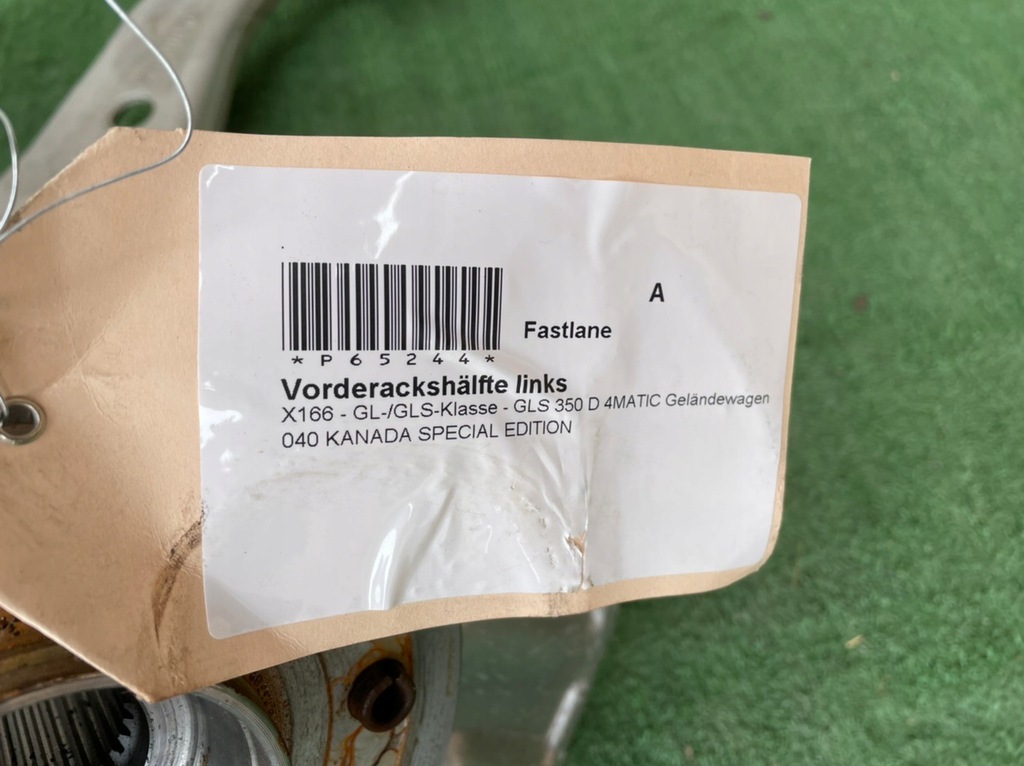 A
Fastlane
*P65244*
Vorderackshälfte links
X166 - GL-/GLS-Klasse - GLS 350 D 4MATIC Geländewagen
040 KANADA SPECIAL EDITION